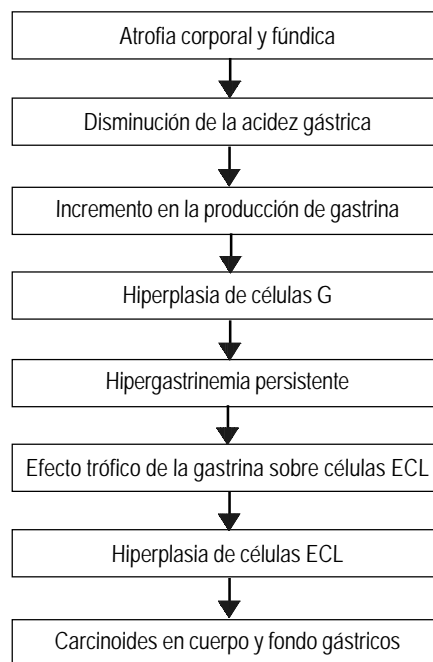 Atrofia corporal y fúndica
Disminución de la acidez gástrica
Incremento en la producción de gastrina
Hiperplasia de células G
Hipergastrinemia persistente
Efecto trófico de la gastrina sobre células ECL
Hiperplasia de células ECL
Carcinoides en cuerpo y fondo gástricos